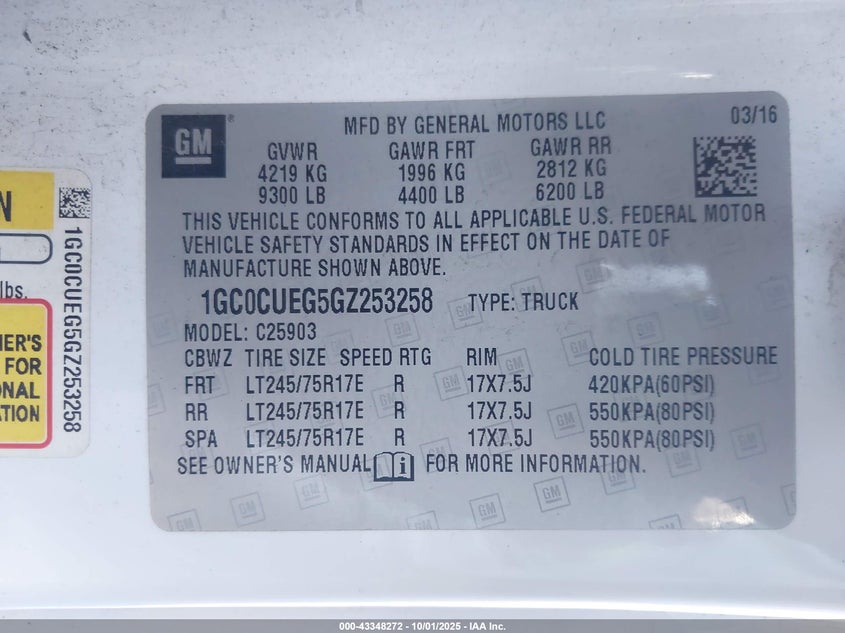 GM
MFD BY GENERAL MOTORS LLC
03/16
GVWR GAWR FRT GAWR RR
4219 KG 1996 KG 2812 KG
9300 LB 4400 LB 6200 LB
THIS VEHICLE CONFORMS TO ALL APPLICABLE U.S. FEDERAL MOTOR
VEHICLE SAFETY STANDARDS IN EFFECT ON THE DATE OF
MANUFACTURE SHOWN ABOVE.
1GC0CUEG5GZ253258 TYPE: TRUCK
MODEL: C25903
CBWZ TIRE SIZE SPEED RTG RIM COLD TIRE PRESSURE
FRT LT245/75R17E R 17X7.5J 420KPA(60PSI)
RR LT245/75R17E R 17X7.5J 550KPA(80PSI)
SPA LT245/75R17E R 17X7.5J 550KPA(80PSI)
SEE OWNER'S MANUAL i FOR MORE INFORMATION.
N
lbs.
NER'S
FOR
ONAL
ATION
1GC0CUEG5GZ253258
000-43348272 - 10/01/2025 - IAA Inc.